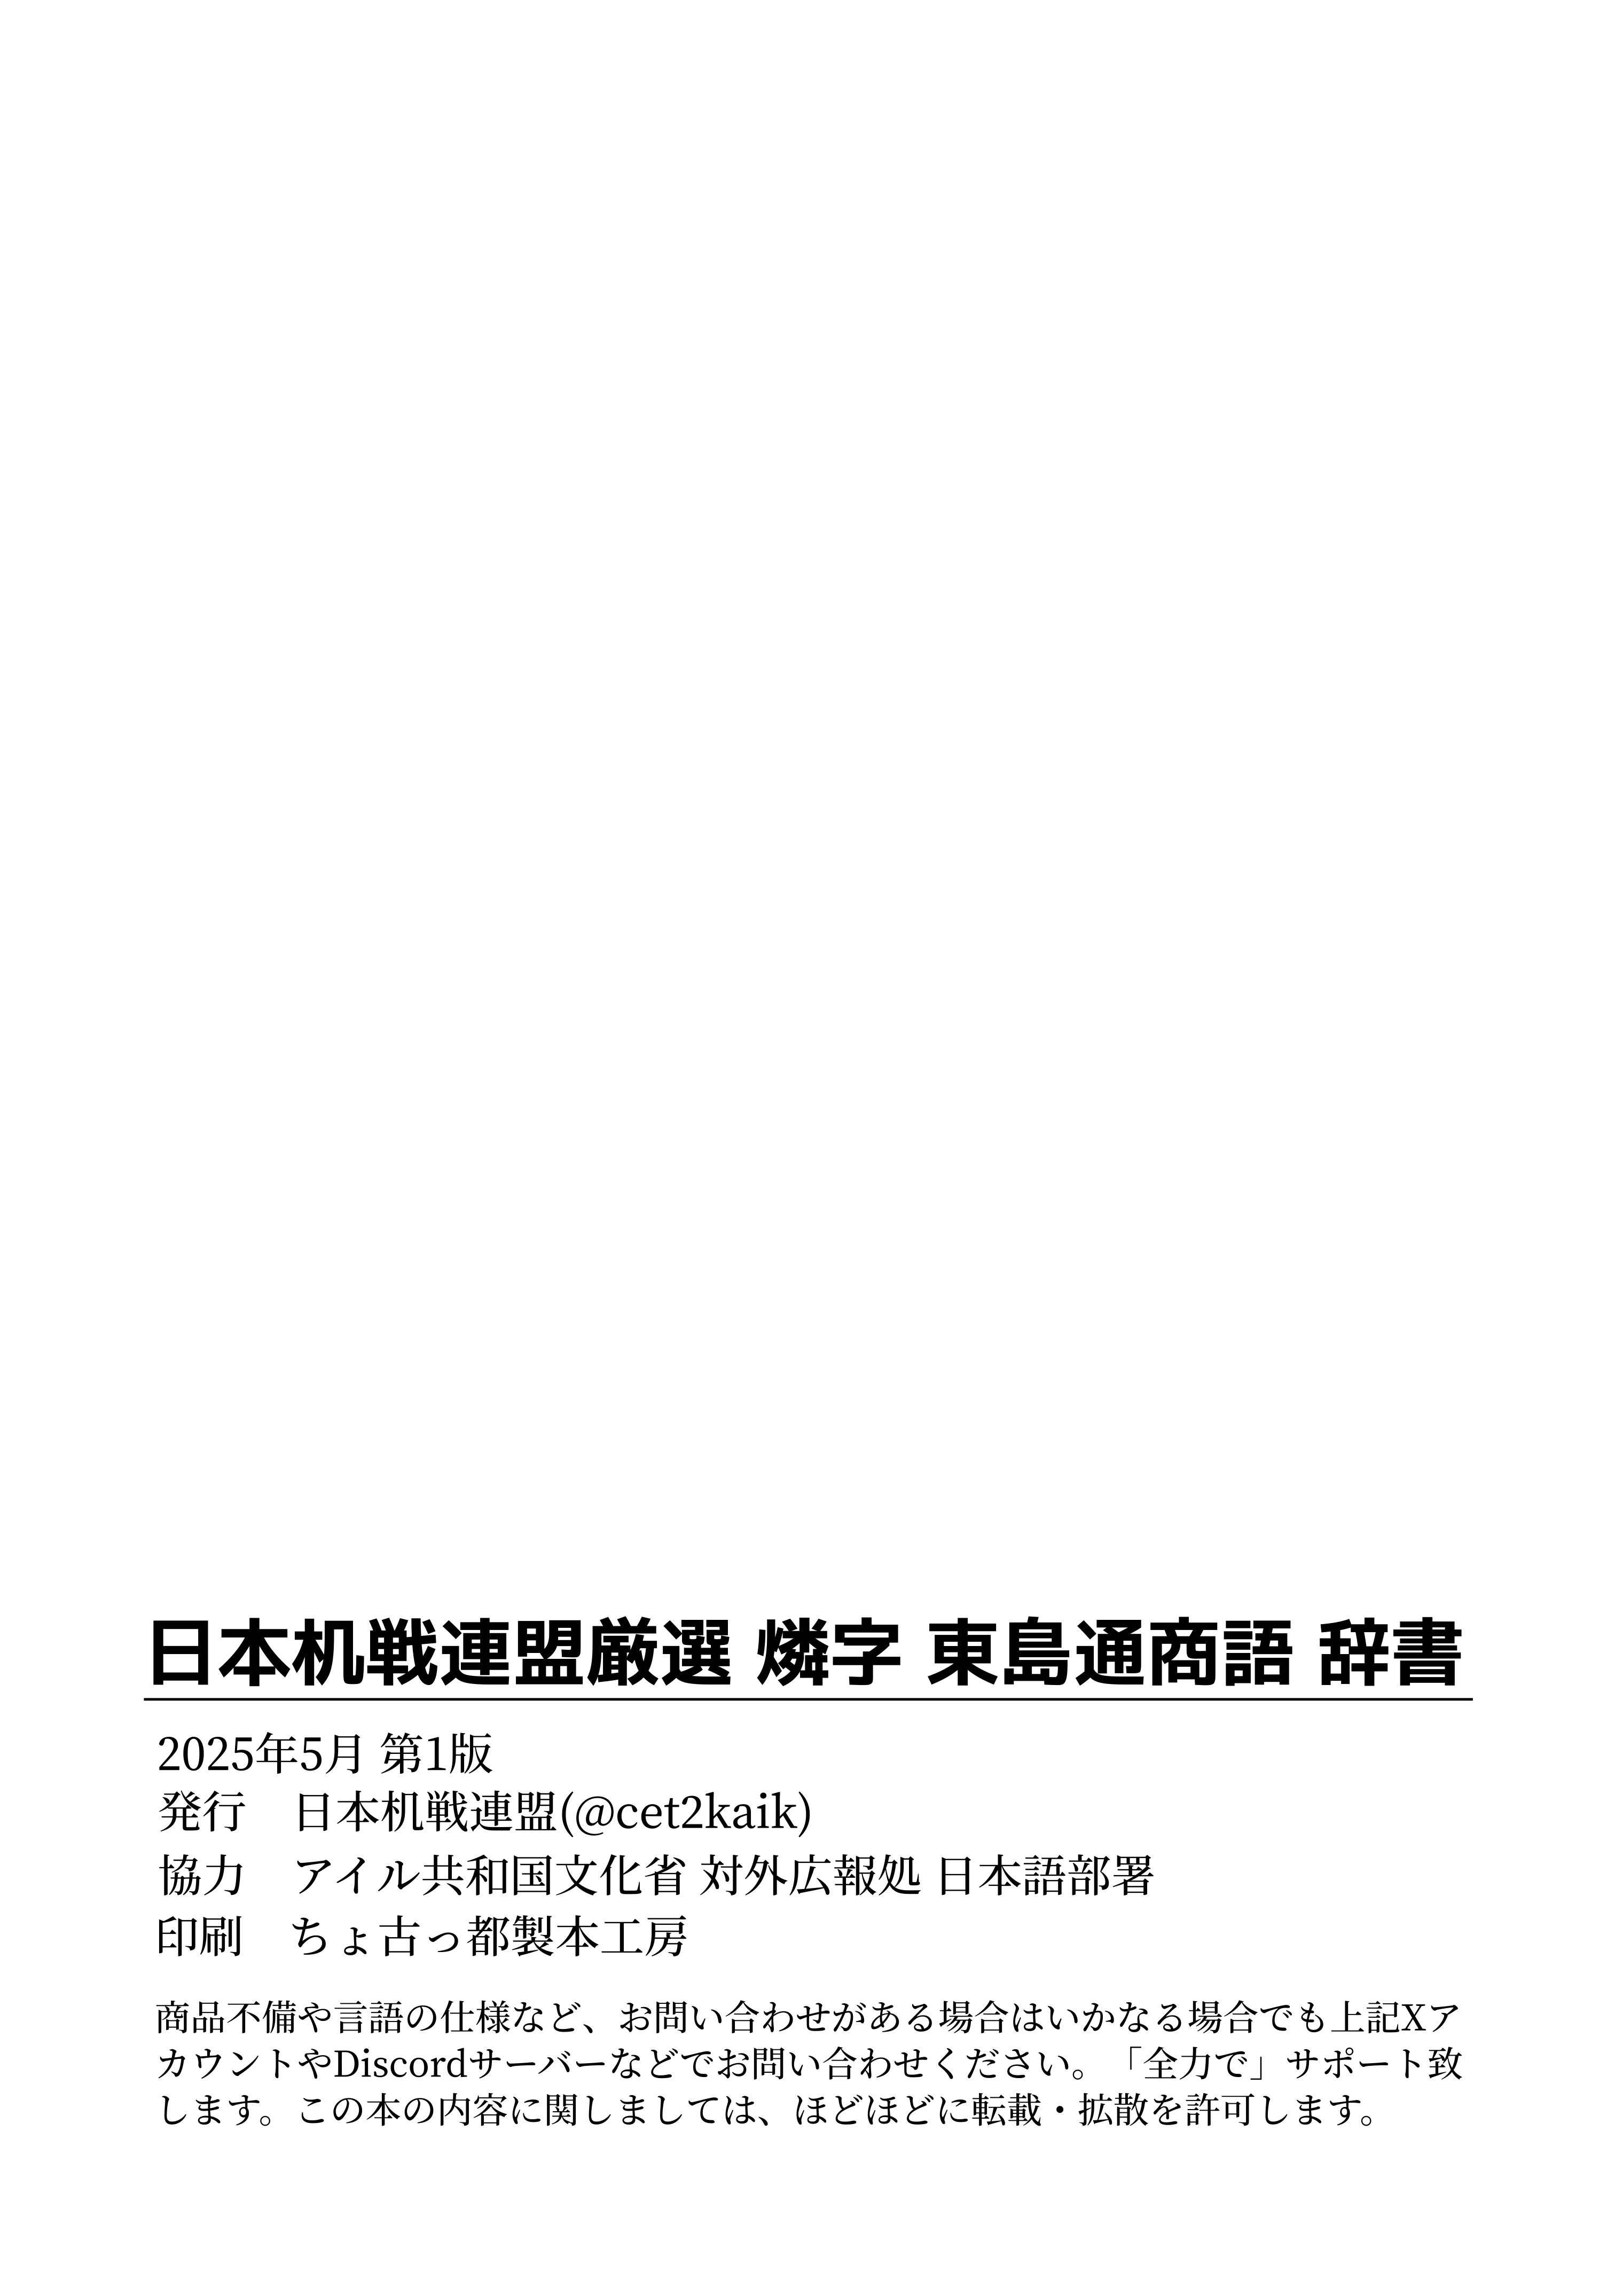 日本机戦連盟厳選 燐字 東島通商語 辞書
2025年5月 第1版
発行　日本机戦連盟(@cet2kaik)
協力　アイル共和国文化省 対外広報処 日本語部署
印刷　ちょ古っ都製本工房
商品不備や言語の仕様など、お問い合わせがある場合はいかなる場合でも上記Xア
カウントやDiscordサーバーなどでお問い合わせください。「全力で」サポート致
します。この本の内容に関しましては、ほどほどに転載・拡散を許可します。